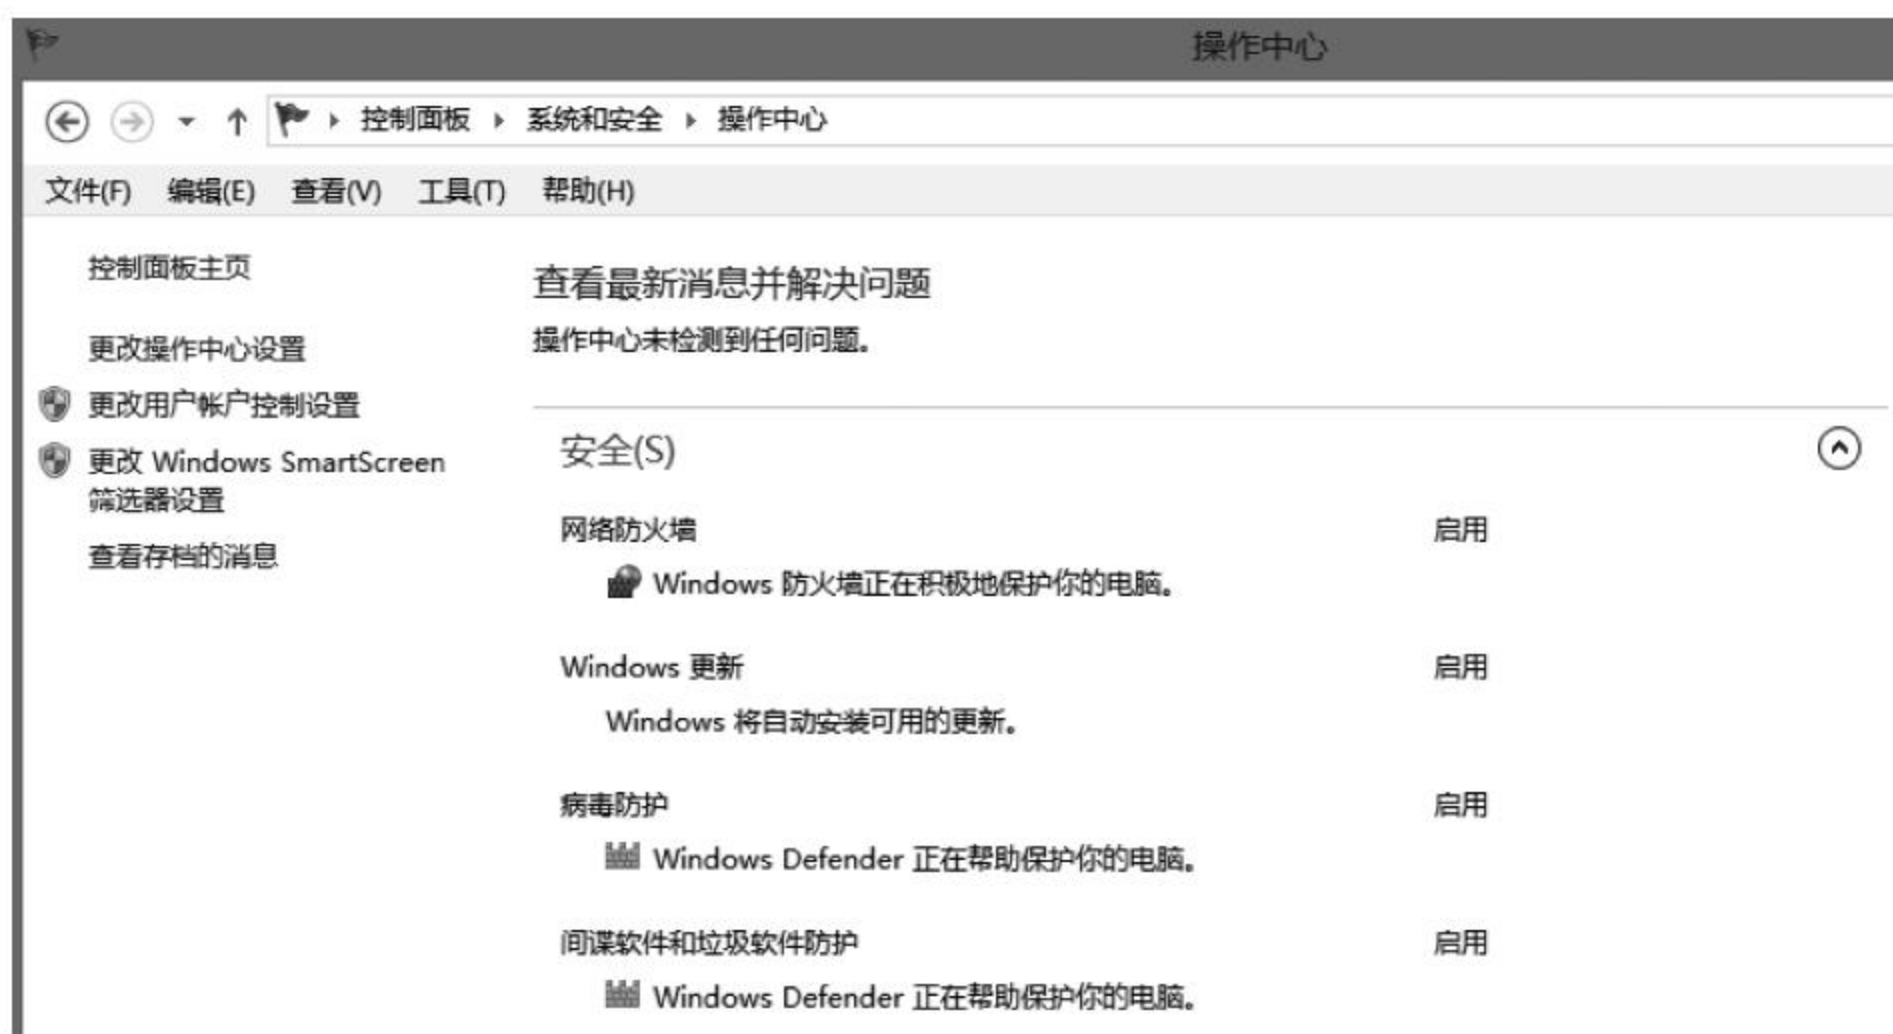 操作中心
控制面板 系统和安全 操作中心
文件(F) 编辑(E) 查看(V) 工具(T) 帮助(H)
控制面板主页
更改操作中心设置
更改用户帐户控制设置
更改 Windows SmartScreen
筛选器设置
查看存档的消息
查看最新消息并解决问题
操作中心未检测到任何问题。
安全(S)
网络防火墙 启用
Windows 防火墙正在积极地保护你的电脑。
Windows 更新 启用
Windows 将自动安装可用的更新。
病毒防护 启用
Windows Defender 正在帮助保护你的电脑。
间谍软件和垃圾软件防护 启用
Windows Defender 正在帮助保护你的电脑。